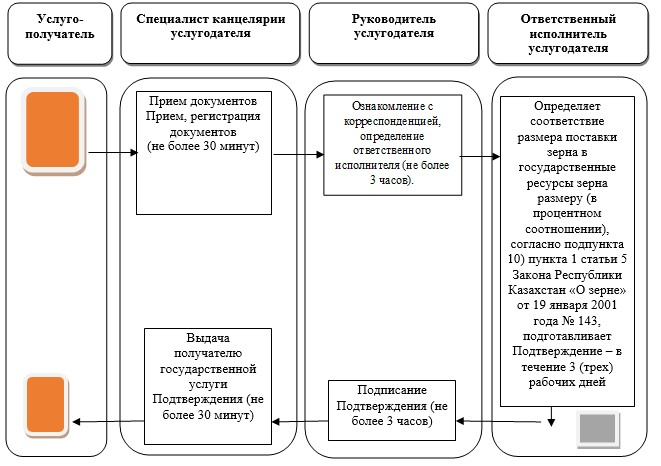 Услуго-
получатель
Специалист канцелярии
услугодателя
Руководитель
услугодателя
Ответственный
исполнитель
услугодателя
Прием документов
Прием, регистрация
документов
(не более 30 минут)
Ознакомление с
корреспонденцией,
определение
ответственного
исполнителя (не более
3 часов).
Определяет
соответствие
размера поставки
зерна в
государственные
ресурсы зерна
размеру (в
процентном
соотношении),
согласно подпункта
10) пункта 1 статьи 5
Закона Республики
Казахстан «О зерне»
от 19 января 2001
года № 143,
подготавливает
Подтверждение – в
течение 3 (трех)
рабочих дней
Выдача
получателю
государственной
услуги
Подтверждения (не
более 30 минут)
Подписание
Подтверждения (не
более 3 часов)